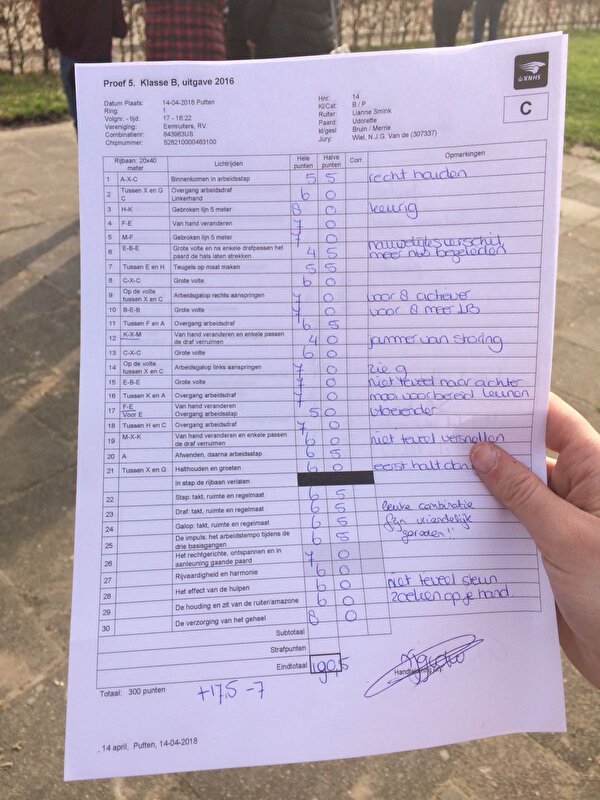 Proef 5. Klasse B, uitgave 2016
KNHS
C
Datum Plaats: 14-04-2018 Putten
Ring: 1
Volgnr. - tijd: 17 - 16:22
Vereniging: Eemruiters, RV.
Combinatienr: 843963US
Chipnummer: 528210000483100
Hnr: 14
Kl/Cat: B / P
Ruiter: Lianne Smink
Paard: Udorette
kl/gesl Bruin / Merrie
Jury: Wiel, N.J.G. Van de (307337)
Rijbaan: 20x40 meter Lichtrijden Hele punten Halve punten Corr. Opmerkingen
1 A-X-C Binnenkomen in arbeidsstap 5 5 recht houden
2 Tussen X en G C Overgang arbeidsdraf Linkerhand 6 0
3 H-K Gebroken lijn 5 meter 8 0 keurig
4 F-E Van hand veranderen 7 0
5 M-F Gebroken lijn 5 meter 7 0
6 E-B-E Grote volte en na enkele drafpassen het paard de hals laten strekken 4 5 nauwelijks verschil meer nb begeleiden
7 Tussen E en H Teugels op maat maken 5 5
8 C-X-C Grote volte 6 0
9 Op de volte tussen X en C Arbeidsgalop rechts aanspringen 7 0 voor 8 actiever
10 B-E-B Grote volte 7 0 voor 8 meer LB
11 Tussen F en A Overgang arbeidsdraf 6 5
12 K-X-M Van hand veranderen en enkele passen de draf verruimen 4 0 jammer van storing
13 C-X-C Grote volte 6 0
14 Op de volte tussen X en C Arbeidsgalop links aanspringen 7 0 zie 9
15 E-B-E Grote volte 7 0 niet teveel naar achter
16 Tussen K en A Overgang arbeidsdraf 7 0 mooi voorbereid leunen
17 F-E Voor E Van hand veranderen Overgang arbeidsstap 5 0 vloeiender
18 Tussen H en C Overgang arbeidsdraf 7 0
19 M-X-K Van hand veranderen en enkele passen de draf verruimen 6 0 niet teveel versnellen
20 A Afwenden, daarna arbeidsstap 6 5
21 Tussen X en G Halthouden en groeten 6 0 eerst halt dan
In stap de rijbaan verlaten
22 Stap: takt, ruimte en regelmaat 6 5
23 Draf: takt, ruimte en regelmaat 6 5 leuke combinatie
24 Galop: takt, ruimte en regelmaat 6 5 fijn vriendelijk
25 De impuls: het arbeidstempo tijdens de drie basisgangen 6 5 gereden"
26 Het rechtgerichte, ontspannen en in aanleuning gaande paard 7 0
27 Rijvaardigheid en harmonie 6 0
28 Het effect van de hulpen 6 0 niet teveel steun
29 De houding en zit van de ruiter/amazone 6 0 zoeken op je hand.
30 De verzorging van het geheel 8 0
Subtotaal
Strafpunten
Eindtotaal 190,5
Totaal: 300 punten
+17,5 -7
, 14 april, Putten, 14-04-2018